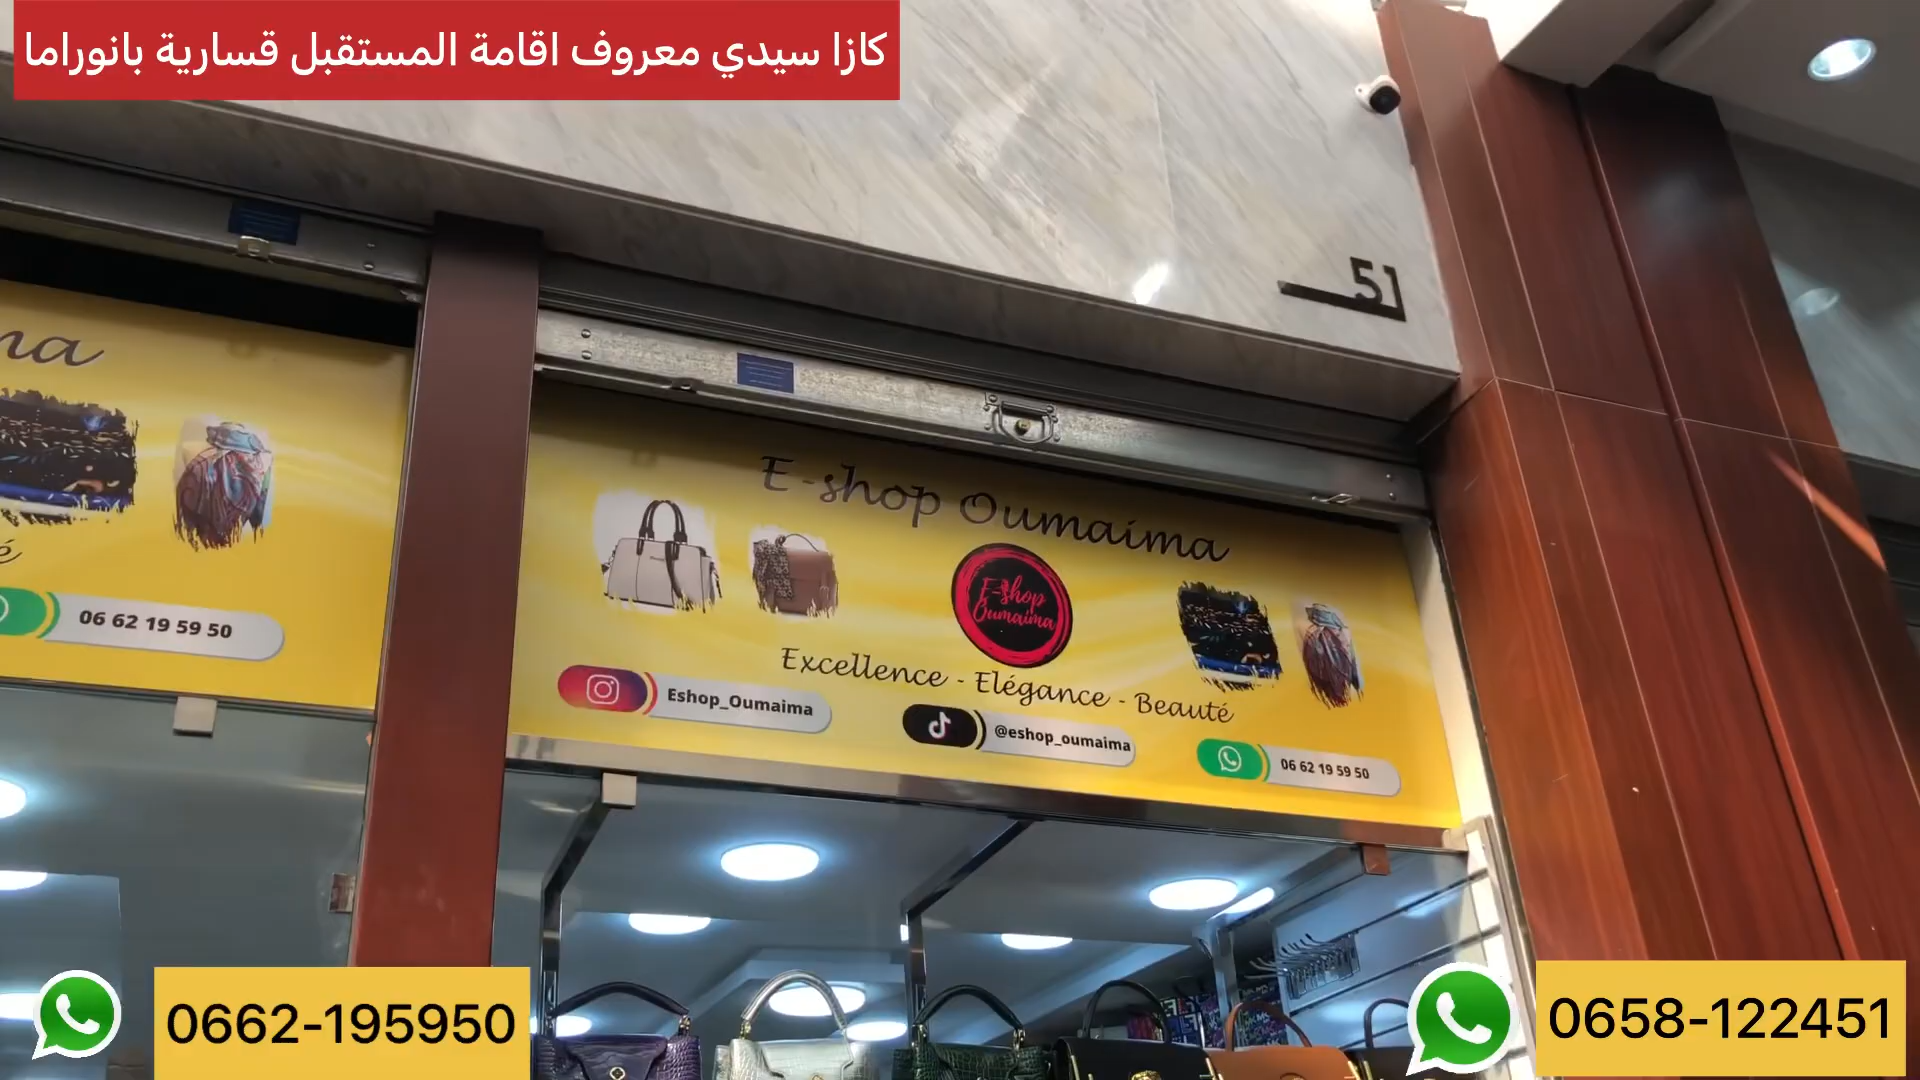 كازا سيدي معروف اقامة المستقبل قسارية بانوراما
51
E-shop Oumaima
E-shop
Oumaima
Excellence - Elégance - Beauté
Eshop_Oumaima
@eshop_oumaima
06 62 19 59 50
06 62 19 59 50
0662-195950
0658-122451